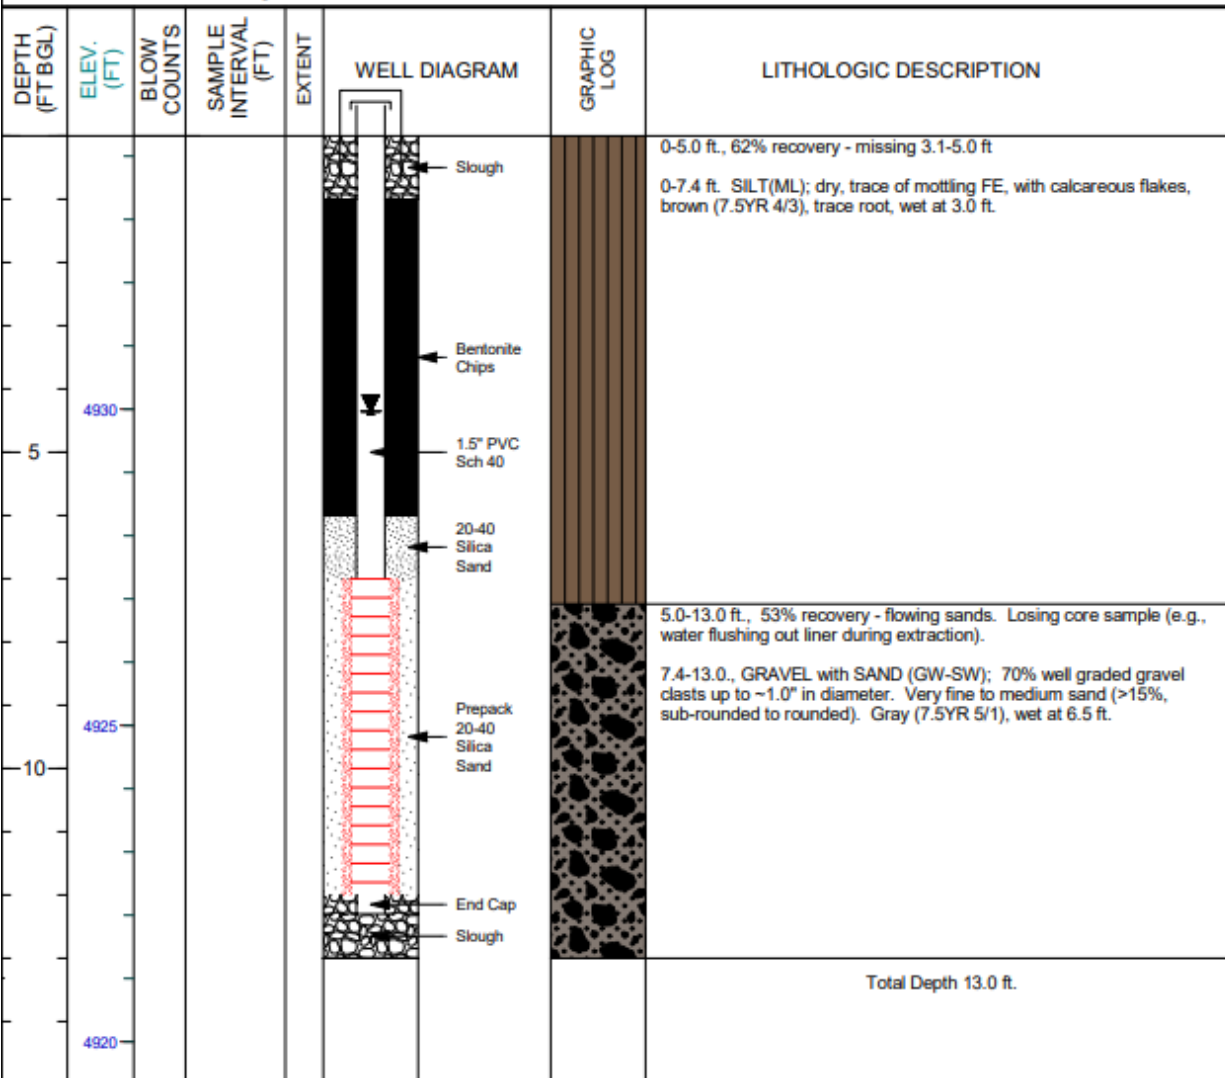 DEPTH
(FT BGL)
ELEV.
(FT)
BLOW
COUNTS
SAMPLE
INTERVAL
(FT)
EXTENT
WELL DIAGRAM
GRAPHIC
LOG
LITHOLOGIC DESCRIPTION
Slough
0-5.0 ft., 62% recovery - missing 3.1-5.0 ft
0-7.4 ft. SILT(ML); dry, trace of mottling FE, with calcareous flakes,
brown (7.5YR 4/3), trace root, wet at 3.0 ft.
Bentonite
Chips
4930
5
1.5" PVC
Sch 40
20-40
Silica
Sand
5.0-13.0 ft., 53% recovery - flowing sands. Losing core sample (e.g.,
water flushing out liner during extraction).
7.4-13.0., GRAVEL with SAND (GW-SW); 70% well graded gravel
clasts up to ~1.0" in diameter. Very fine to medium sand (>15%,
sub-rounded to rounded). Gray (7.5YR 5/1), wet at 6.5 ft.
4925
Prepack
20-40
Silica
Sand
10
End Cap
Slough
Total Depth 13.0 ft.
4920